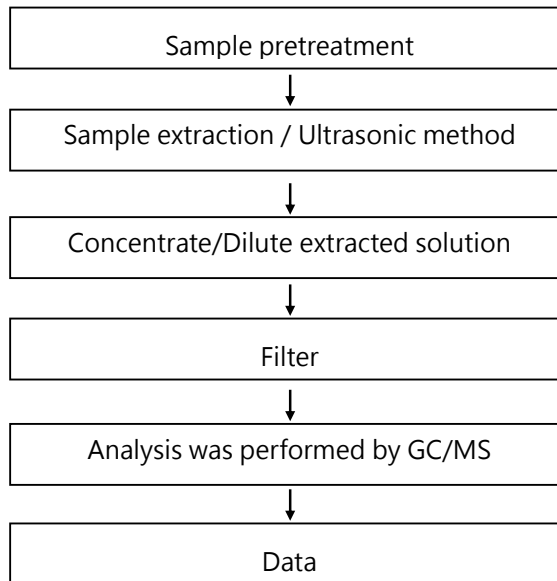 Sample pretreatment
Sample extraction / Ultrasonic method
Concentrate/Dilute extracted solution
Filter
Analysis was performed by GC/MS
Data